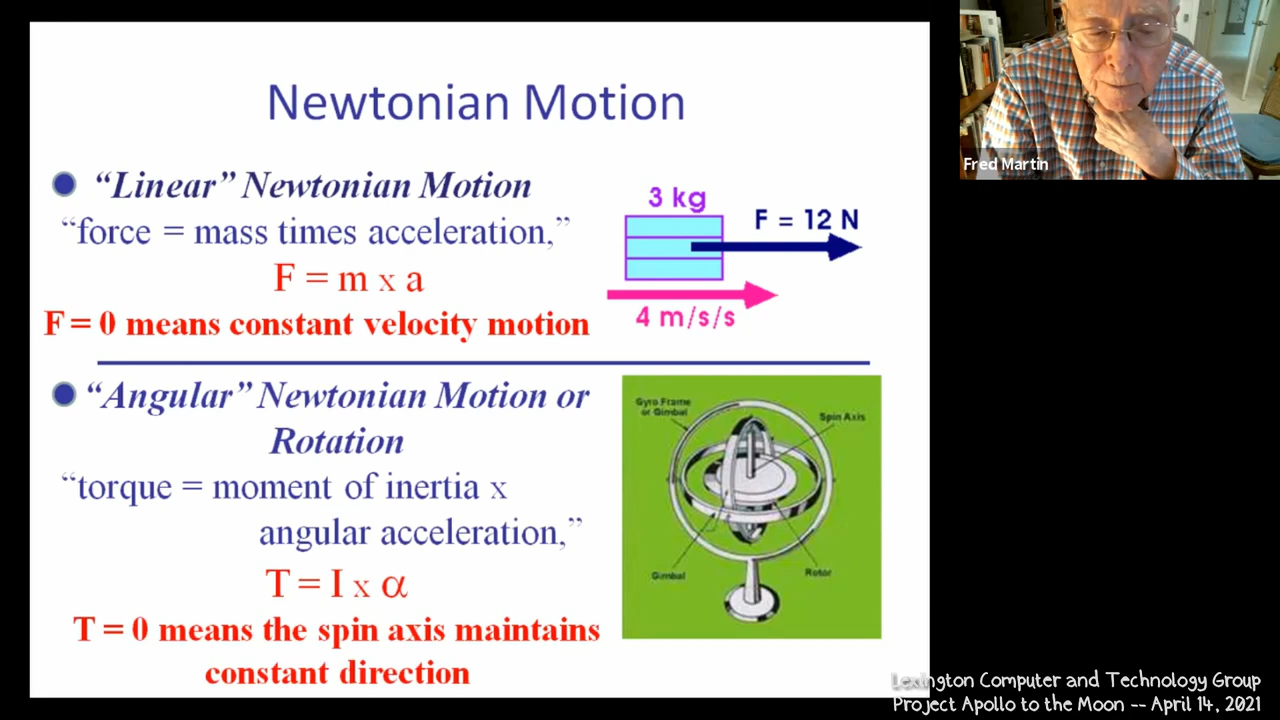 Newtonian Motion
“Linear” Newtonian Motion
“force = mass times acceleration,”
F = m x a
F = 0 means constant velocity motion
3 kg
F = 12 N
4 m/s/s
“Angular” Newtonian Motion or
Rotation
“torque = moment of inertia x
angular acceleration,”
T = I x α
T = 0 means the spin axis maintains
constant direction
Gyro Frame
or Gimbal
Spin Axis
Gimbal
Rotor
Fred Martin
Lexington Computer and Technology Group
Project Apollo to the Moon -- April 14, 2021